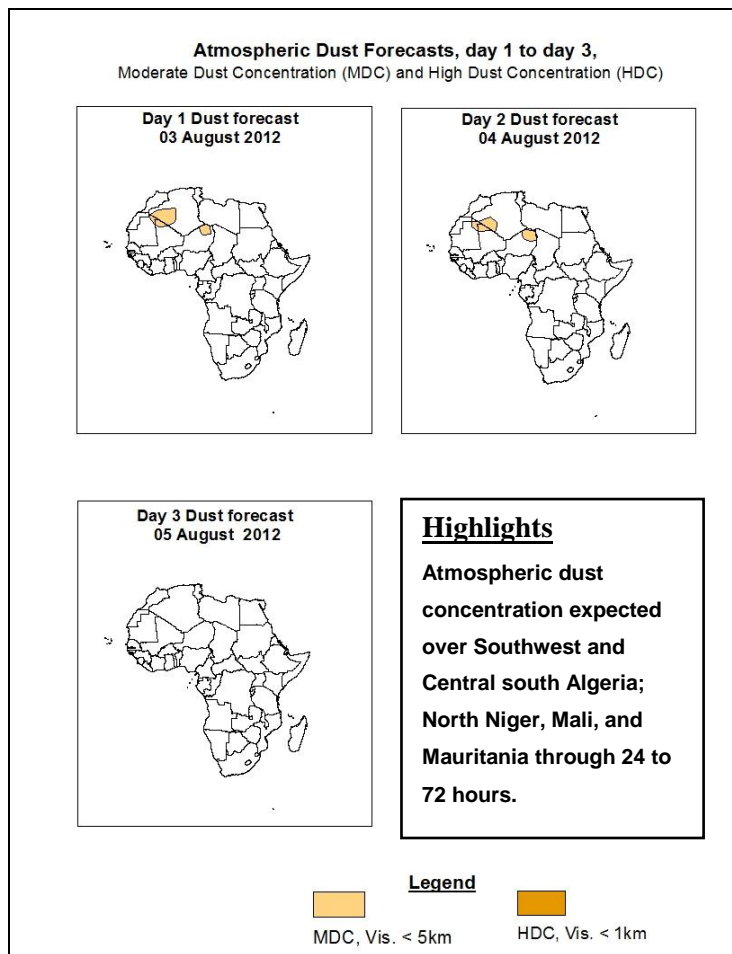 Atmospheric Dust Forecasts, day 1 to day 3,
Moderate Dust Concentration (MDC) and High Dust Concentration (HDC)
Day 1 Dust forecast
03 August 2012
Day 2 Dust forecast
04 August 2012
Day 3 Dust forecast
05 August 2012
Highlights
Atmospheric dust
concentration expected
over Southwest and
Central south Algeria;
North Niger, Mali, and
Mauritania through 24 to
72 hours.
Legend
MDC, Vis. < 5km
HDC, Vis. < 1km